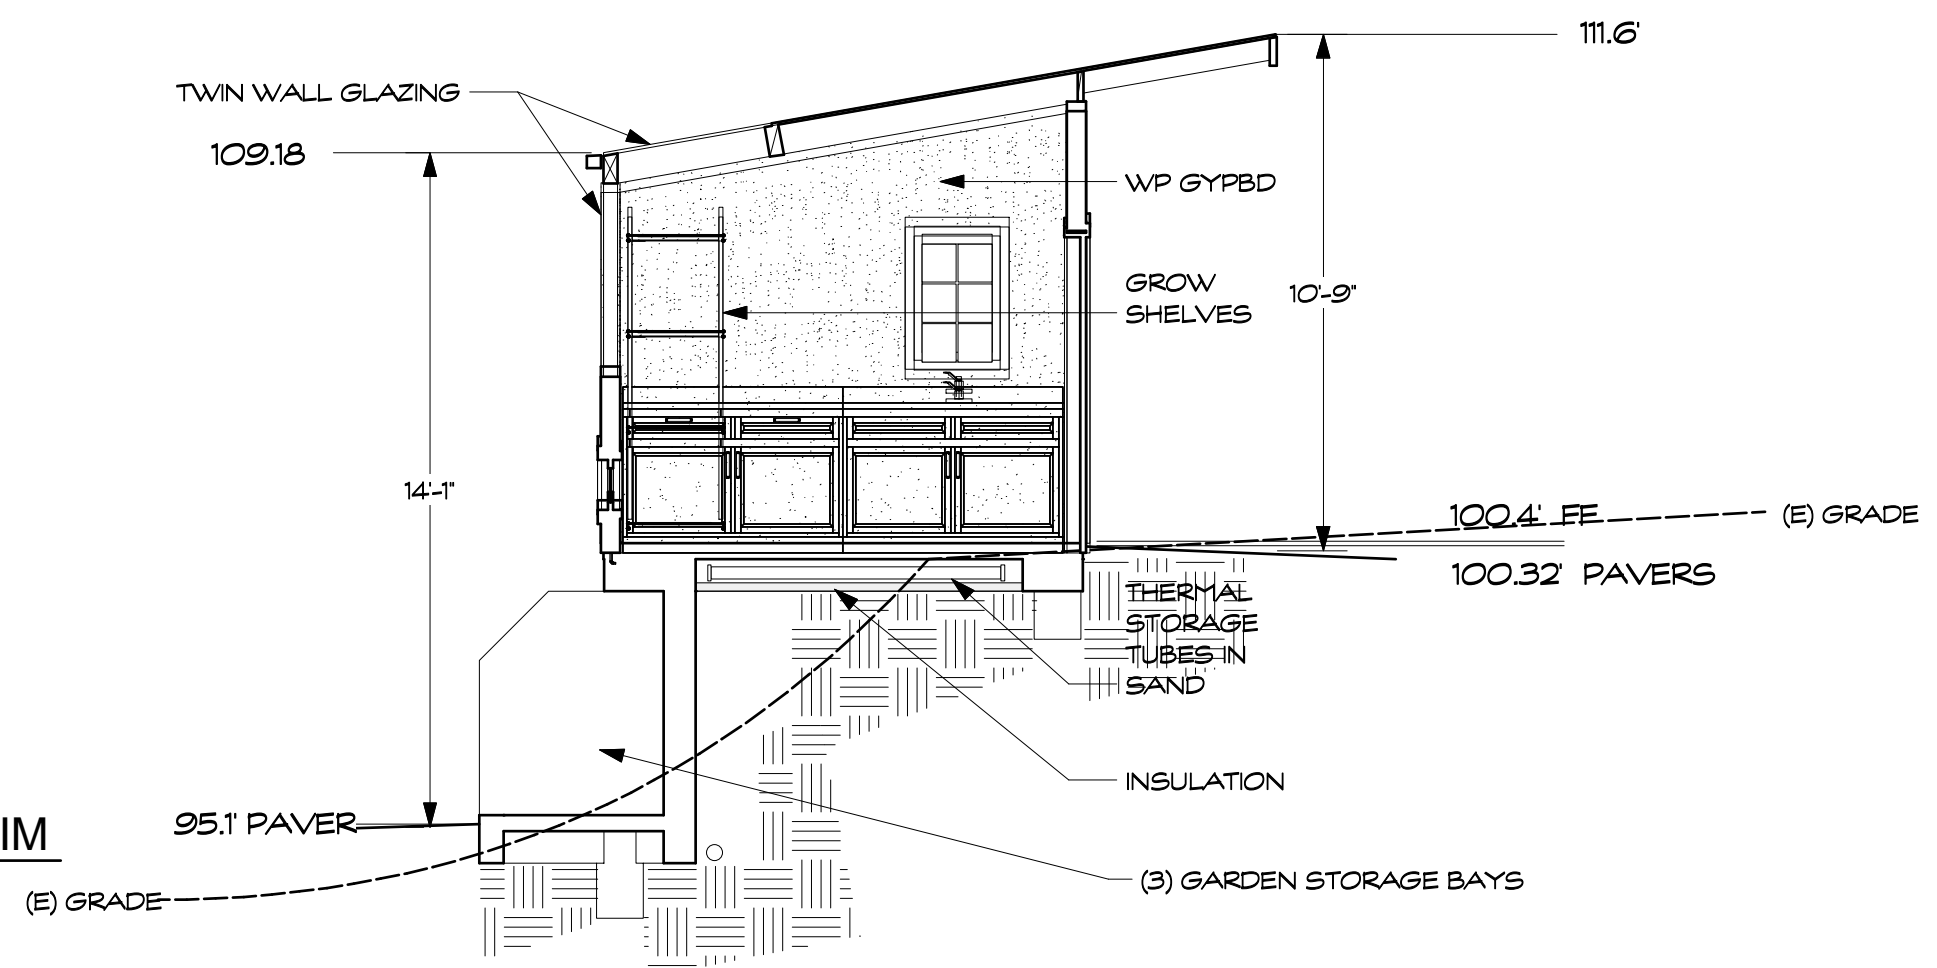 111.6'
TWIN WALL GLAZING
109.18
WP GYPBD
GROW
SHELVES
10'-9"
14'-1"
100.4' FF
(E) GRADE
100.32' PAVERS
THERMAL
STORAGE
TUBES IN
SAND
INSULATION
95.1' PAVER
IM
(E) GRADE
(3) GARDEN STORAGE BAYS